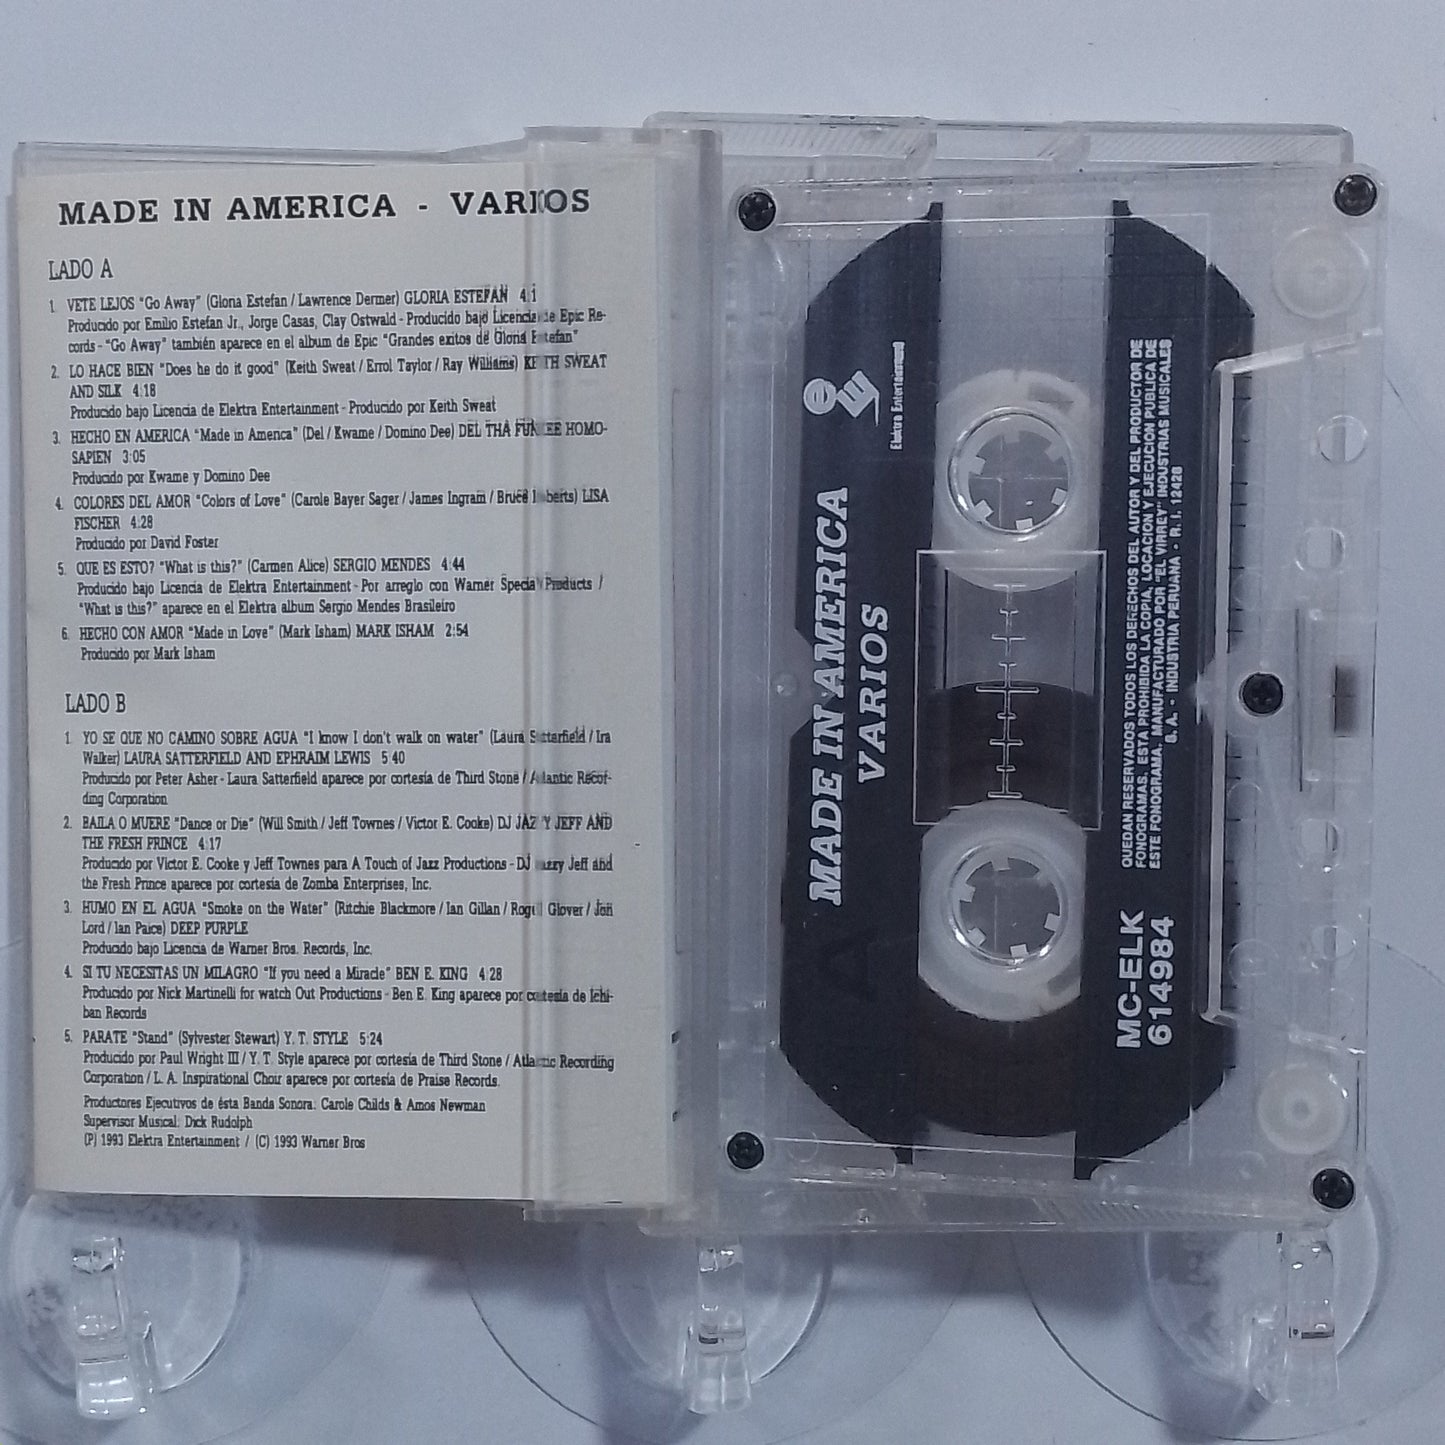 MADE IN AMERICA - VARIOS
LADO A
1. VETE LEJOS "Go Away" (Gloria Estefan / Lawrence Dermer) GLORIA ESTEFAN
Producido por Emilio Estefan Jr., Jorge Casas, Clay Ostwald - Producido bajo Licencia de Epic Re-
cords - "Go Away" también aparece en el album de Epic "Grandes exitos de Gloria Estefan"
2. LO HACE BIEN "Does he do it good" (Keith Sweat / Errol Taylor / Ray Williams) KEITH SWEAT
AND SILK 4:18
Producido bajo Licencia de Elektra Entertainment - Producido por Keith Sweat
3. HECHO EN AMERICA "Made in America" (Del / Kwame / Domino Dee) DEL THA FUNKEE HOMO-
SAPIEN 3:05
Producido por Kwame y Domino Dee
4. COLORES DEL AMOR "Colors of Love" (Carole Bayer Sager / James Ingram / Bruce Roberts) LISA
FISCHER 4:28
Producido por David Foster
5. QUE ES ESTO? "What is this?" (Carmen Alice) SERGIO MENDES 4:44
Producido bajo Licencia de Elektra Entertainment - Por arreglo con Warner Special Products /
"What is this?" aparece en el Elektra album Sergio Mendes Brasileiro
6. HECHO CON AMOR "Made in Love" (Mark Isham) MARK ISHAM 2:54
Producido por Mark Isham
LADO B
1. YO SE QUE NO CAMINO SOBRE AGUA "I know I don't walk on water" (Laura Satterfield / Ira
Walker) LAURA SATTERFIELD AND EPHRAIM LEWIS 5:40
Producido por Peter Asher - Laura Satterfield aparece por cortesía de Third Stone / Atlantic Recor-
ding Corporation
2. BAILA O MUERE "Dance or Die" (Will Smith / Jeff Townes / Victor E. Cooke) DJ JAZZY JEFF AND
THE FRESH PRINCE 4:17
Producido por Victor E. Cooke y Jeff Townes para A Touch of Jazz Productions - DJ Jazzy Jeff and
the Fresh Prince aparece por cortesía de Zomba Enterprises, Inc.
3. HUMO EN EL AGUA "Smoke on the Water" (Ritchie Blackmore / Ian Gillan / Roger Glover / Jon
Lord / Ian Paice) DEEP PURPLE
Producido bajo Licencia de Warner Bros. Records, Inc.
4. SI TU NECESITAS UN MILAGRO "If you need a Miracle" BEN E. KING 4:28
Producido por Nick Martinelli for watch Out Productions - Ben E. King aparece por cortesía de Ichi-
ban Records
5. PARATE "Stand" (Sylvester Stewart) Y. T. STYLE 5:24
Producido por Paul Wright III / Y. T. Style aparece por cortesía de Third Stone / Atlantic Recording
Corporation / L. A. Inspirational Choir aparece por cortesía de Praise Records.
Productores Ejecutivos de ésta Banda Sonora: Carole Childs & Amos Newman
Supervisor Musical: Dick Rudolph
(P) 1993 Elektra Entertainment / (C) 1993 Warner Bros
Elektra Entertainment
MADE IN AMERICA
VARIOS
QUEDAN RESERVADOS TODOS LOS DERECHOS DEL AUTOR Y DEL PRODUCTOR DE
FONOGRAMAS. ESTA PROHIBIDA LA COPIA, LOCACION Y EJECUCION PUBLICA DE
ESTE FONOGRAMA. MANUFACTURADO POR "EL VIRREY" INDUSTRIAS MUSICALES
S. A. - INDUSTRIA PERUANA - R. I. 12428
MC-ELK
614984